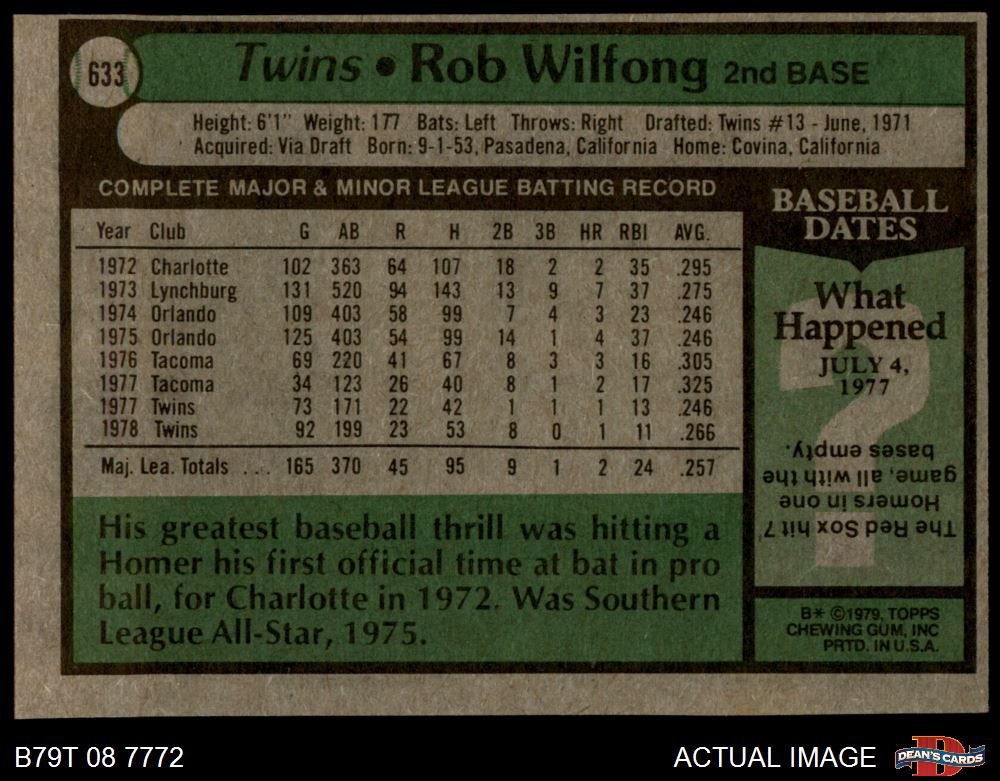 633
Twins • Rob Wilfong 2nd BASE
Height: 6'1" Weight: 177 Bats: Left Throws: Right Drafted: Twins #13 - June, 1971
Acquired: Via Draft Born: 9-1-53, Pasadena, California Home: Covina, California
COMPLETE MAJOR & MINOR LEAGUE BATTING RECORD
Year Club G AB R H 2B 3B HR RBI AVG.
1972 Charlotte 102 363 64 107 18 2 2 35 .295
1973 Lynchburg 131 520 94 143 13 9 7 37 .275
1974 Orlando 109 403 58 99 7 4 3 23 .246
1975 Orlando 125 403 54 99 14 1 4 37 .246
1976 Tacoma 69 220 41 67 8 3 3 16 .305
1977 Tacoma 34 123 26 40 8 1 2 17 .325
1977 Twins 73 171 22 42 1 1 1 13 .246
1978 Twins 92 199 23 53 8 0 1 11 .266
Maj. Lea. Totals ... 165 370 45 95 9 1 2 24 .257
His greatest baseball thrill was hitting a
Homer his first official time at bat in pro
ball, for Charlotte in 1972. Was Southern
League All-Star, 1975.
BASEBALL
DATES
What
Happened
JULY 4,
1977
?
The Red Sox hit 7
Homers in one
game, all with the
bases empty.
B* ©1979, TOPPS
CHEWING GUM, INC
PRTD. IN U.S.A.
B79T 08 7772
ACTUAL IMAGE
D
DEAN'S CARDS